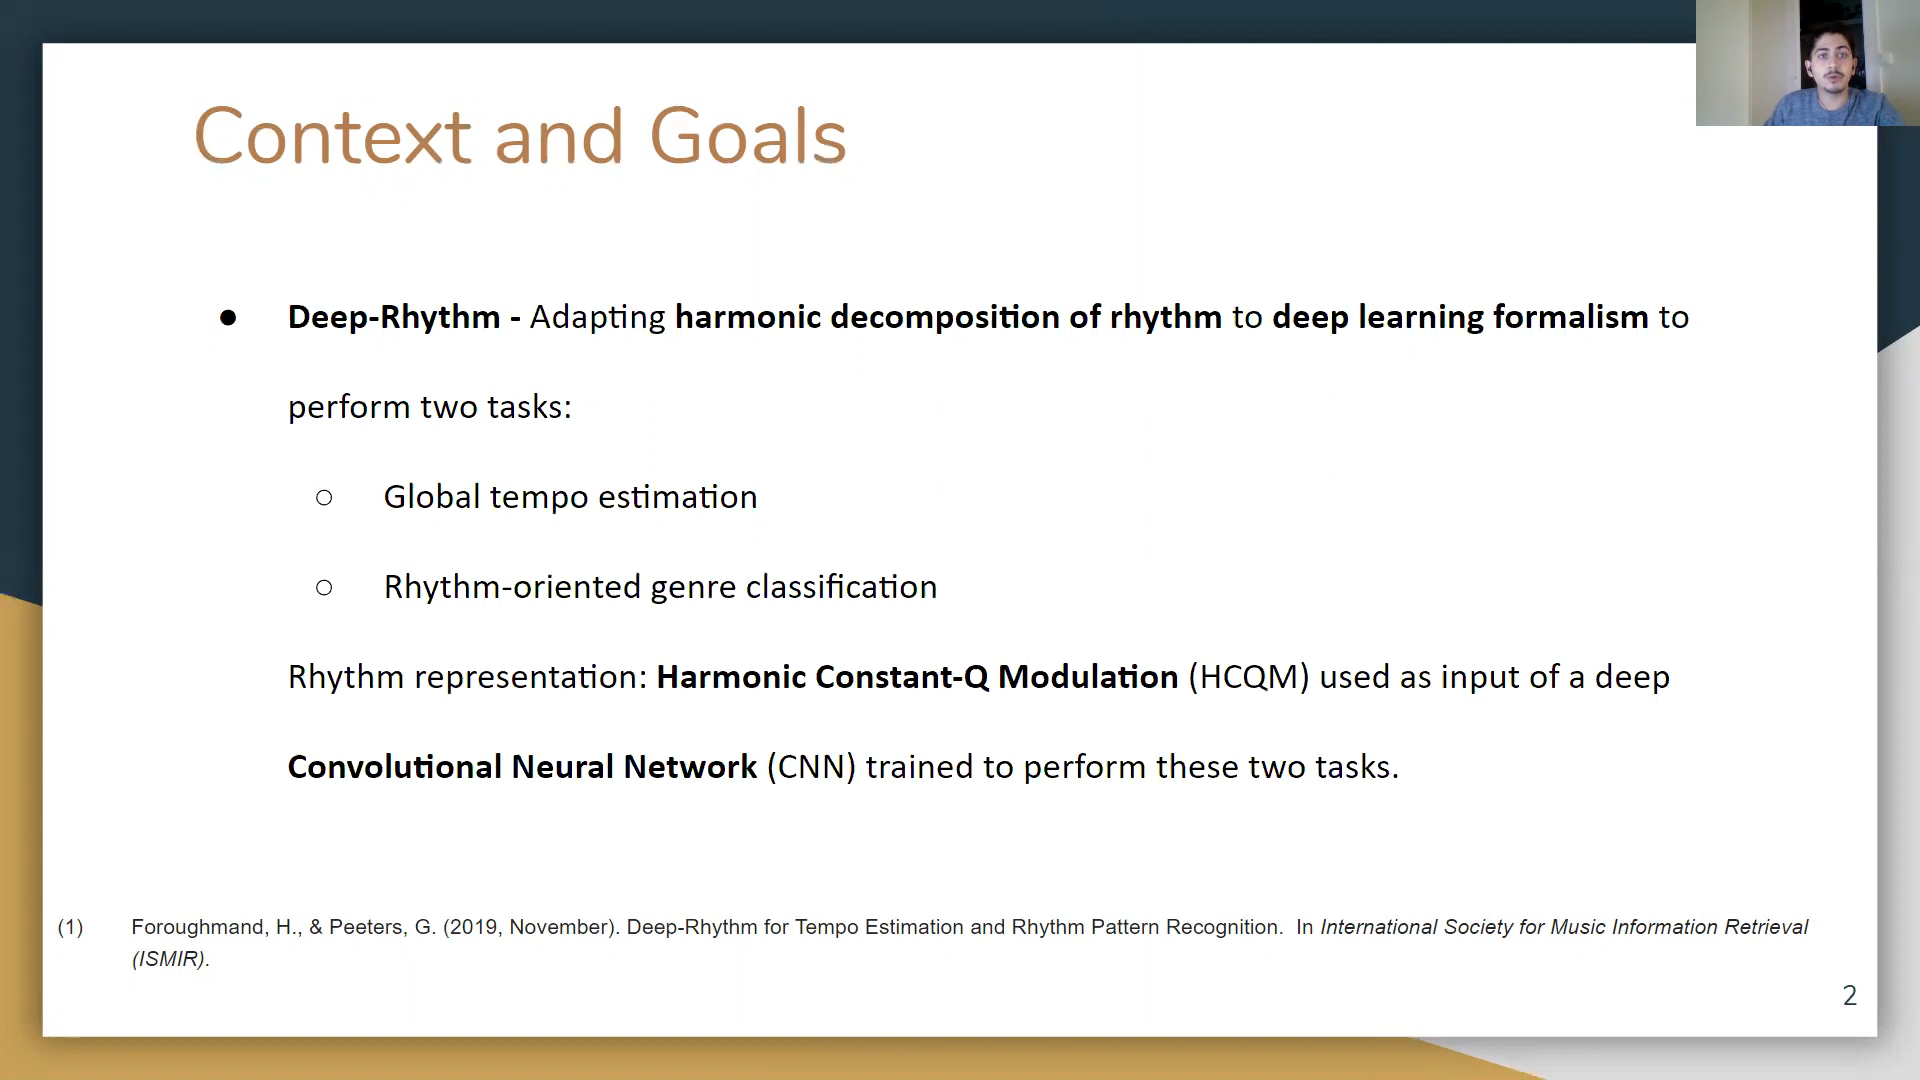 Context and Goals
● Deep-Rhythm - Adapting harmonic decomposition of rhythm to deep learning formalism to
perform two tasks:
○ Global tempo estimation
○ Rhythm-oriented genre classification
Rhythm representation: Harmonic Constant-Q Modulation (HCQM) used as input of a deep
Convolutional Neural Network (CNN) trained to perform these two tasks.
(1) Foroughmand, H., & Peeters, G. (2019, November). Deep-Rhythm for Tempo Estimation and Rhythm Pattern Recognition. In International Society for Music Information Retrieval
(ISMIR).
2